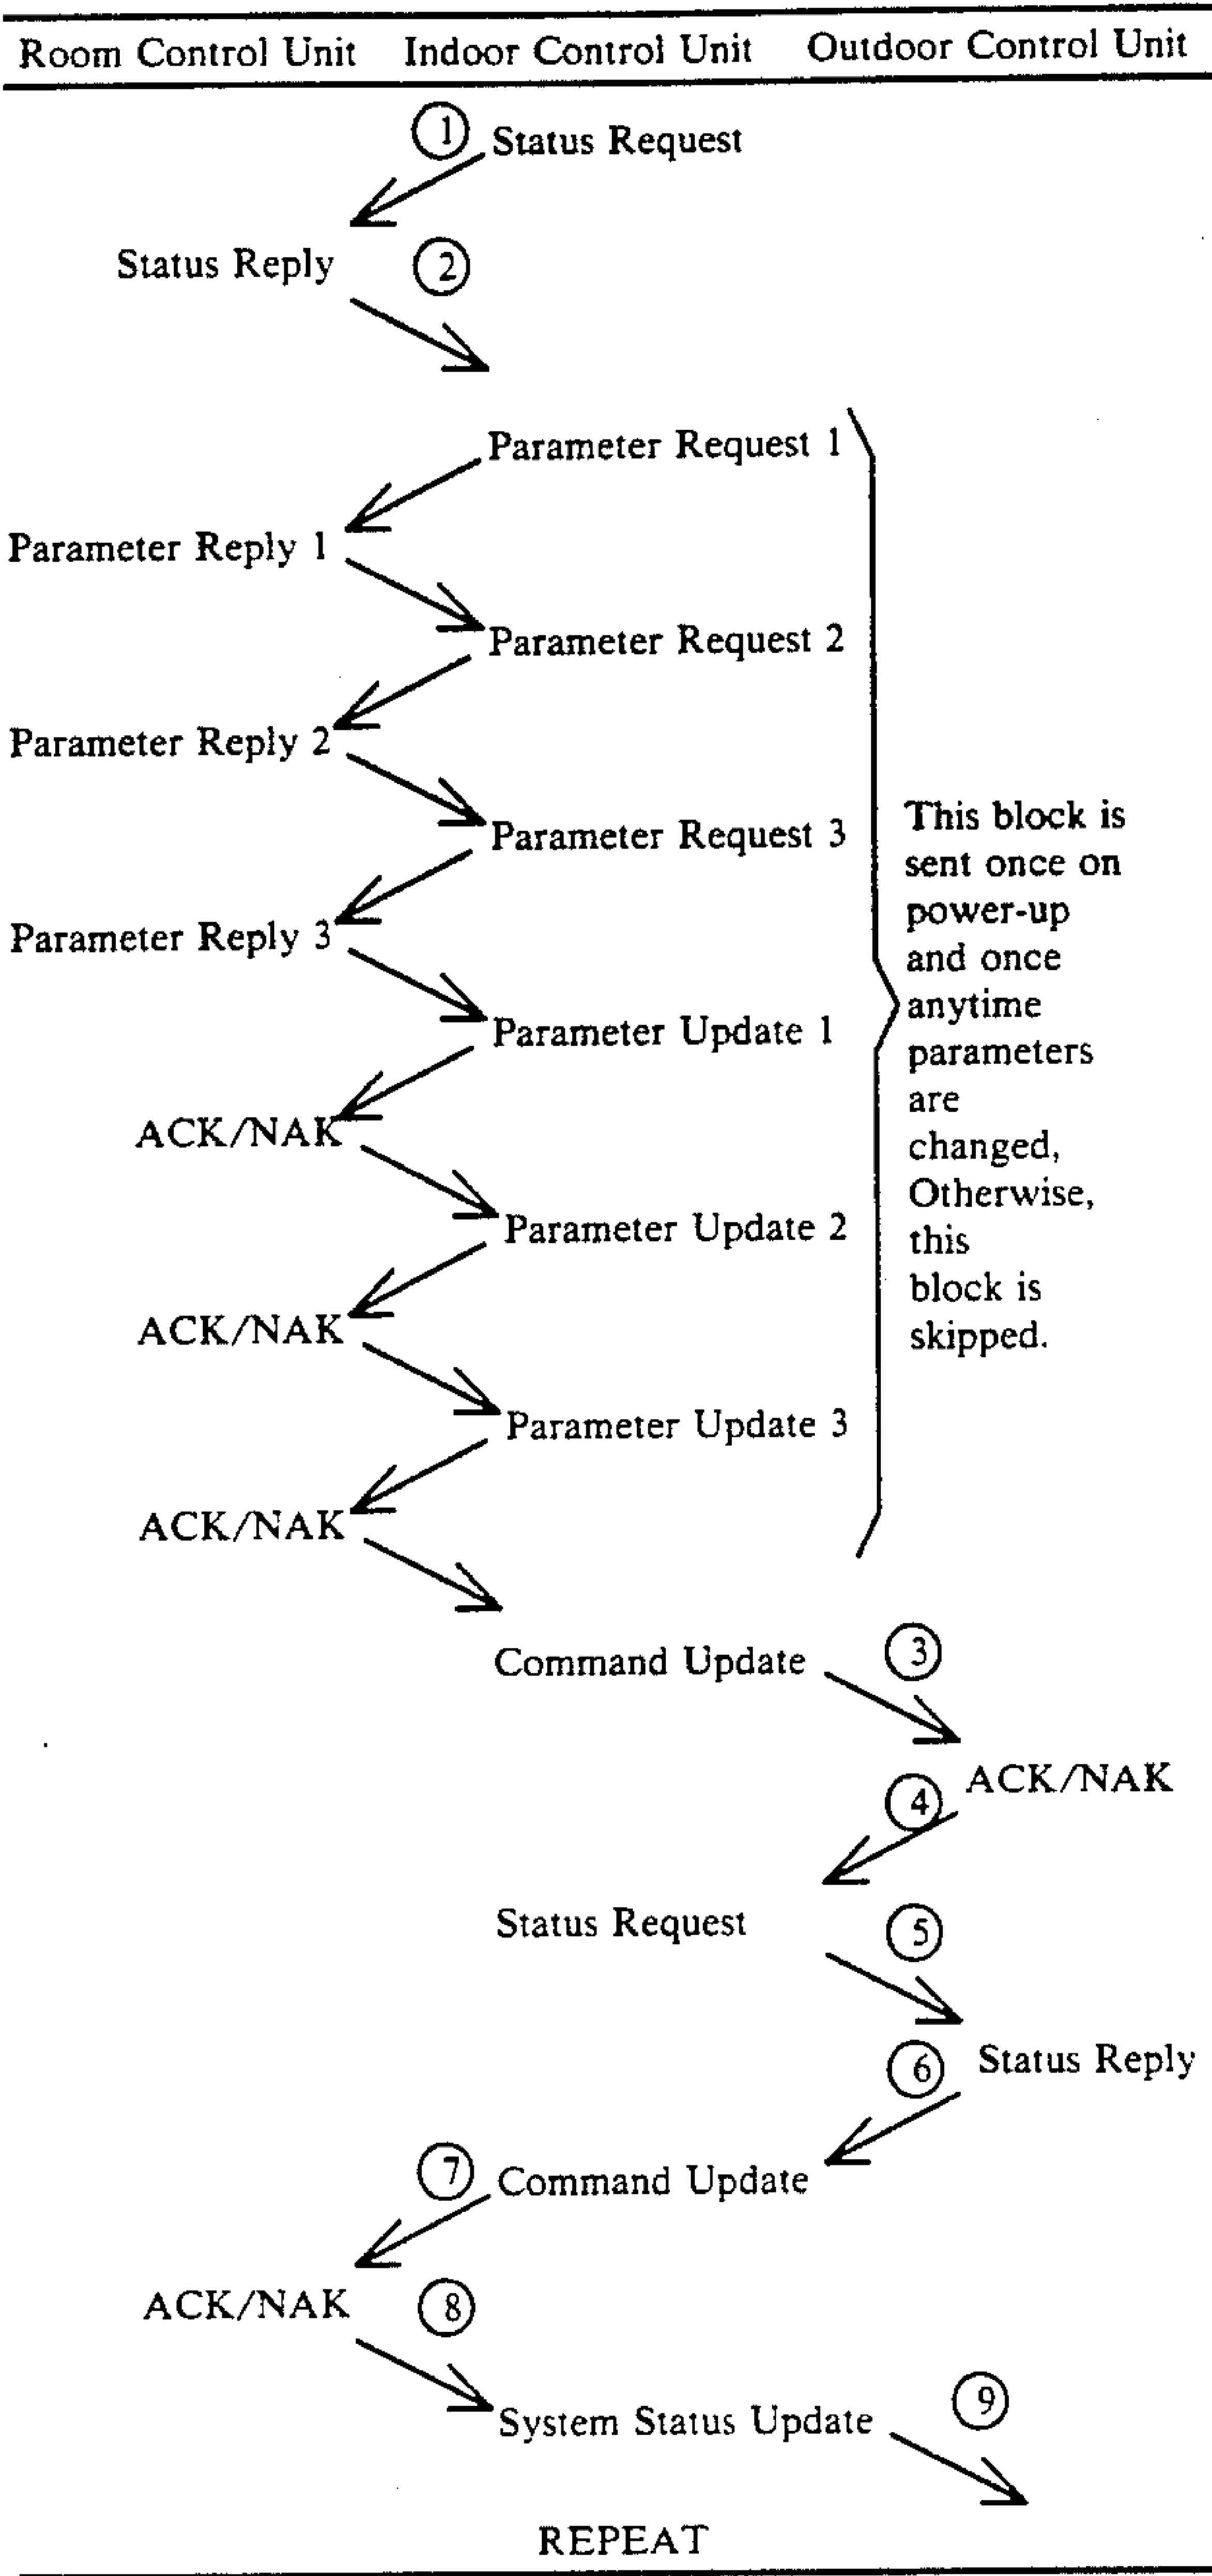 Room Control Unit Indoor Control Unit Outdoor Control Unit
1 Status Request
Status Reply 2
Parameter Request 1
Parameter Reply 1
Parameter Request 2
Parameter Reply 2
Parameter Request 3
Parameter Reply 3
Parameter Update 1
ACK/NAK
Parameter Update 2
ACK/NAK
Parameter Update 3
ACK/NAK
This block is
sent once on
power-up
and once
anytime
parameters
are
changed,
Otherwise,
this
block is
skipped.
Command Update 3
4 ACK/NAK
Status Request 5
6 Status Reply
7 Command Update
ACK/NAK 8
System Status Update 9
REPEAT